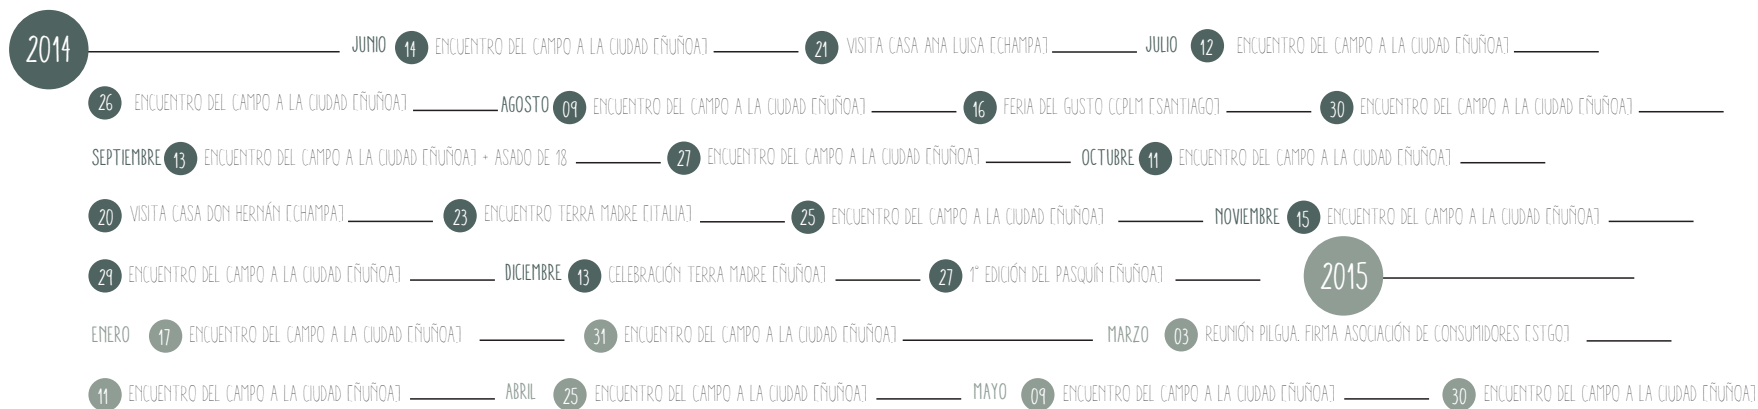 2014 JUNIO 14 ENCUENTRO DEL CAMPO A LA CIUDAD [ÑUÑOA] 21 VISITA CASA ANA LUISA [CHAMPA] JULIO 12 ENCUENTRO DEL CAMPO A LA CIUDAD [ÑUÑOA]
26 ENCUENTRO DEL CAMPO A LA CIUDAD [ÑUÑOA] AGOSTO 09 ENCUENTRO DEL CAMPO A LA CIUDAD [ÑUÑOA] 16 FERIA DEL GUSTO CCPLM [SANTIAGO] 30 ENCUENTRO DEL CAMPO A LA CIUDAD [ÑUÑOA]
SEPTIEMBRE 13 ENCUENTRO DEL CAMPO A LA CIUDAD [ÑUÑOA] + ASADO DE 18 27 ENCUENTRO DEL CAMPO A LA CIUDAD [ÑUÑOA] OCTUBRE 11 ENCUENTRO DEL CAMPO A LA CIUDAD [ÑUÑOA]
20 VISITA CASA DON HERNÁN [CHAMPA] 23 ENCUENTRO TERRA MADRE [ITALIA] 25 ENCUENTRO DEL CAMPO A LA CIUDAD [ÑUÑOA] NOVIEMBRE 15 ENCUENTRO DEL CAMPO A LA CIUDAD [ÑUÑOA]
29 ENCUENTRO DEL CAMPO A LA CIUDAD [ÑUÑOA] DICIEMBRE 13 CELEBRACIÓN TERRA MADRE [ÑUÑOA] 27 1° EDICIÓN DEL PASQUÍN [ÑUÑOA] 2015
ENERO 17 ENCUENTRO DEL CAMPO A LA CIUDAD [ÑUÑOA] 31 ENCUENTRO DEL CAMPO A LA CIUDAD [ÑUÑOA] MARZO 03 REUNIÓN PILGUA. FIRMA ASOCIACIÓN DE CONSUMIDORES [STGO]
11 ENCUENTRO DEL CAMPO A LA CIUDAD [ÑUÑOA] ABRIL 25 ENCUENTRO DEL CAMPO A LA CIUDAD [ÑUÑOA] MAYO 09 ENCUENTRO DEL CAMPO A LA CIUDAD [ÑUÑOA] 30 ENCUENTRO DEL CAMPO A LA CIUDAD [ÑUÑOA]